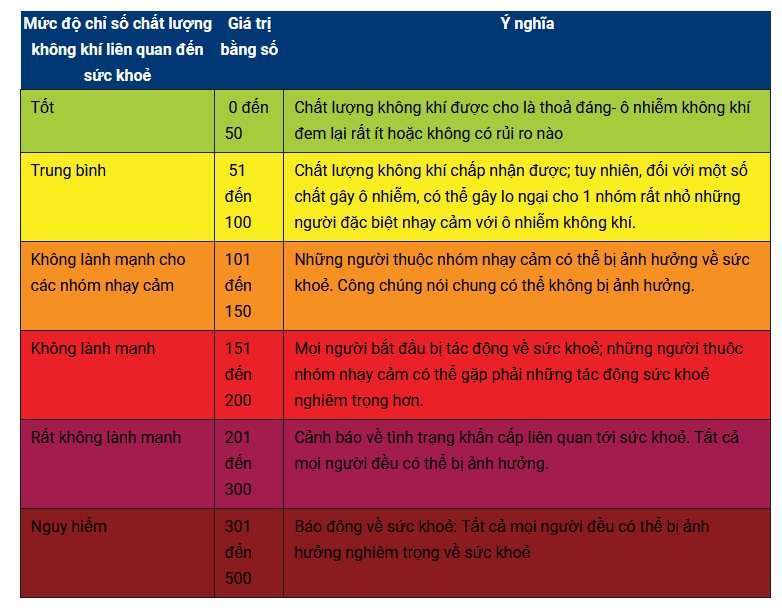 Mức độ chỉ số chất lượng
không khí liên quan đến
sức khoẻ
Giá trị
bằng số
Ý nghĩa
Tốt
0 đến
50
Chất lượng không khí được cho là thoả đáng- ô nhiễm không khí
đem lại rất ít hoặc không có rủi ro nào
Trung bình
51
đến
100
Chất lượng không khí chấp nhận được; tuy nhiên, đối với một số
chất gây ô nhiễm, có thể gây lo ngại cho 1 nhóm rất nhỏ những
người đặc biệt nhạy cảm với ô nhiễm không khí.
Không lành mạnh cho
các nhóm nhạy cảm
101
đến
150
Những người thuộc nhóm nhạy cảm có thể bị ảnh hưởng về sức
khoẻ. Công chúng nói chung có thể không bị ảnh hưởng.
Không lành mạnh
151
đến
200
Mọi người bắt đầu bị tác động về sức khoẻ; những người thuộc
nhóm nhạy cảm có thể gặp phải những tác động sức khoẻ
nghiêm trọng hơn.
Rất không lành mạnh
201
đến
300
Cảnh báo về tình trạng khẩn cấp liên quan tới sức khoẻ. Tất cả
mọi người đều có thể bị ảnh hưởng.
Nguy hiểm
301
đến
500
Báo động về sức khoẻ: Tất cả mọi người đều có thể bị ảnh
hưởng nghiêm trọng về sức khoẻ